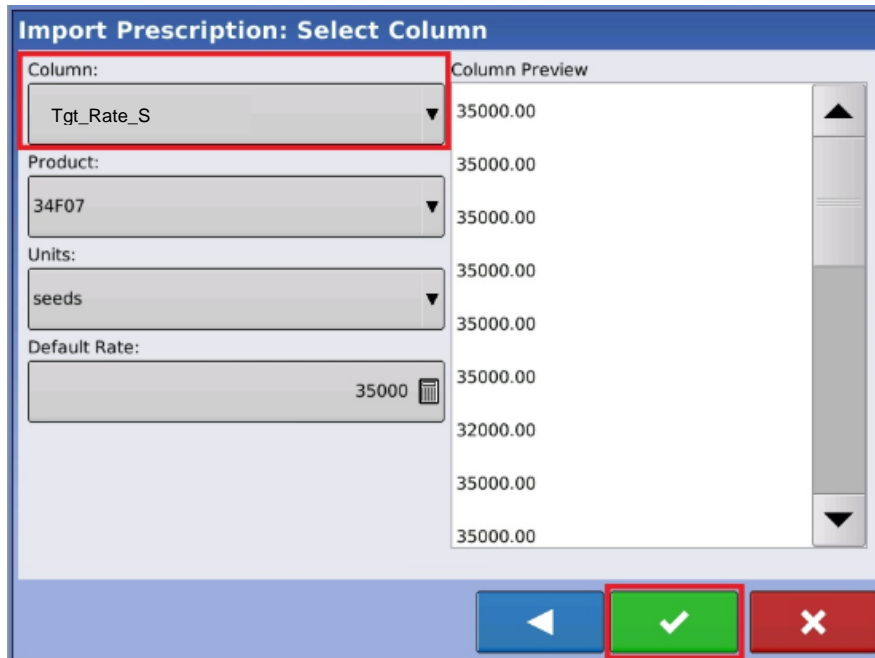 Import Prescription: Select Column
Column:
Tgt_Rate_S
Product:
34F07
Units:
seeds
Default Rate:
35000
Column Preview
35000.00
35000.00
35000.00
35000.00
35000.00
35000.00
32000.00
35000.00
35000.00